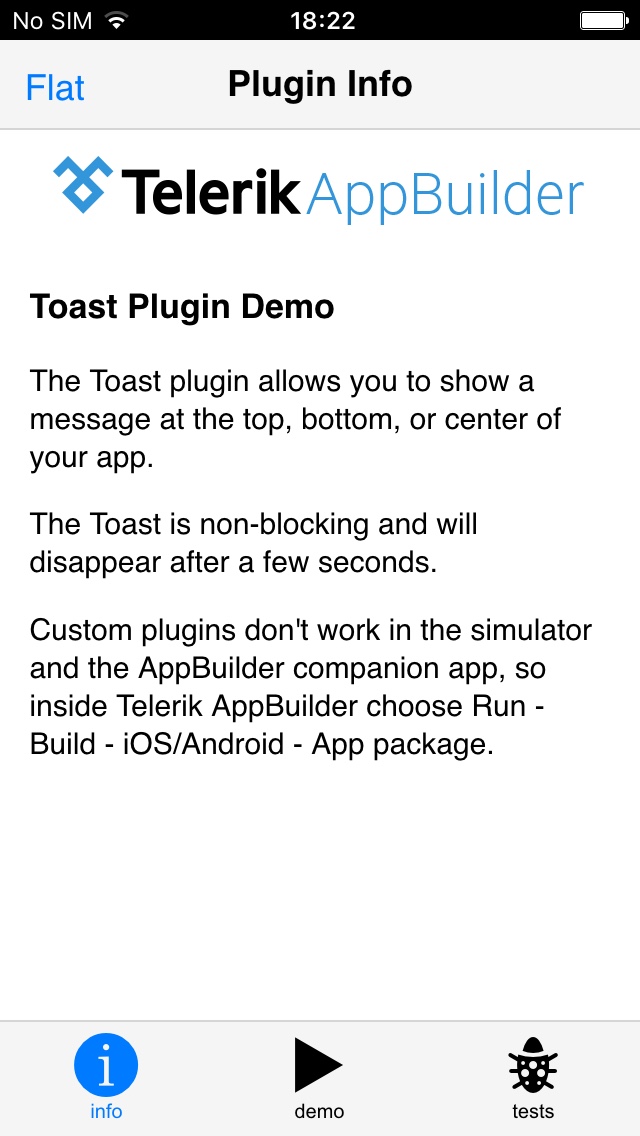 No SIM 18:22
Flat Plugin Info
Telerik AppBuilder
Toast Plugin Demo
The Toast plugin allows you to show a
message at the top, bottom, or center of
your app.
The Toast is non-blocking and will
disappear after a few seconds.
Custom plugins don't work in the simulator
and the AppBuilder companion app, so
inside Telerik AppBuilder choose Run -
Build - iOS/Android - App package.
info demo tests